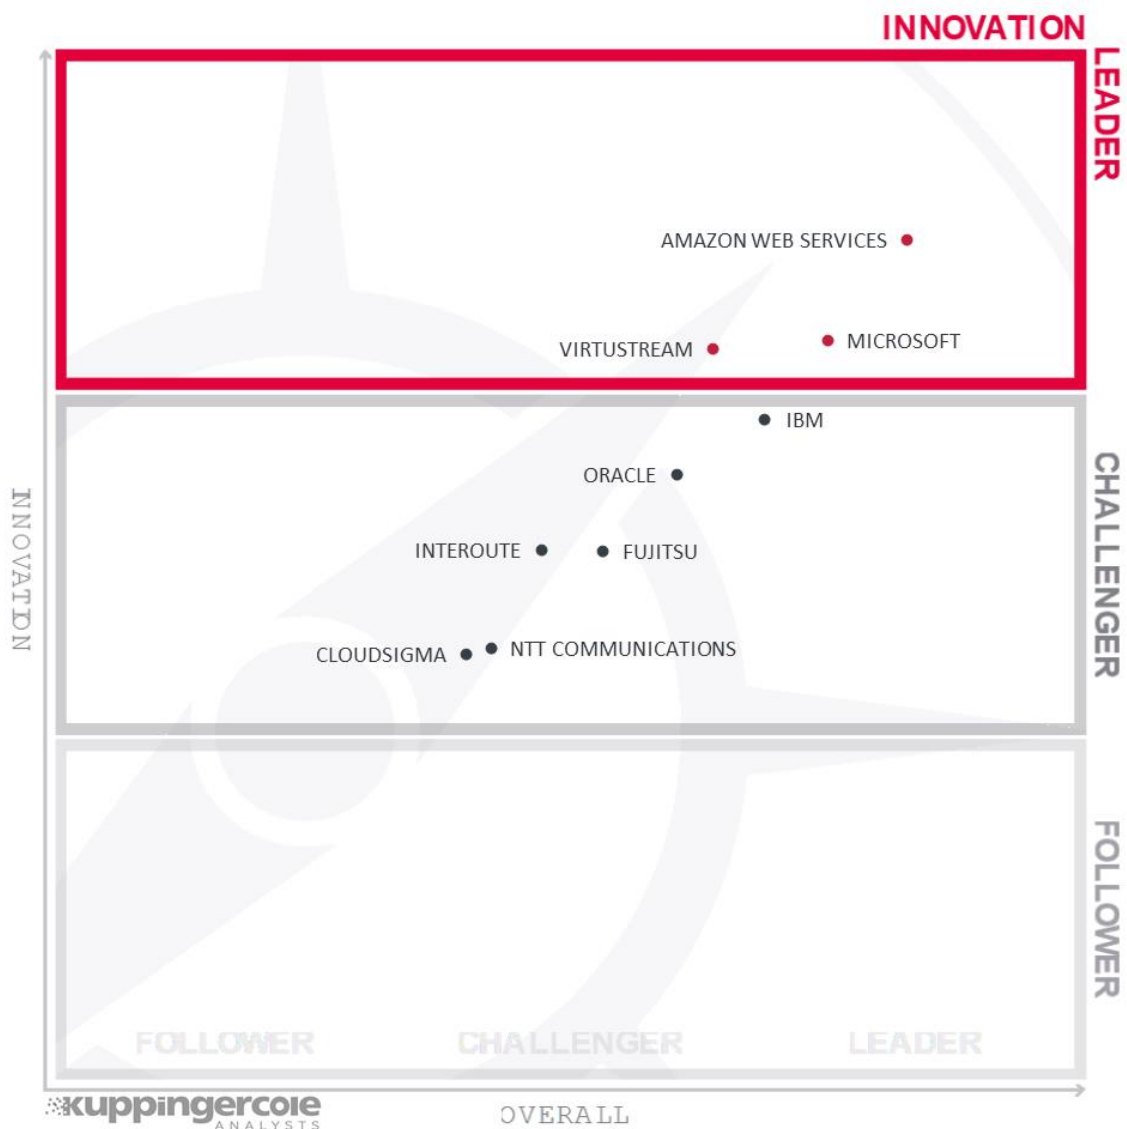 INNOVATION
LEADER
AMAZON WEB SERVICES
VIRTUSTREAM
MICROSOFT
IBM
ORACLE
CHALLENGER
INNOVATION
INTEROUTE
FUJITSU
CLOUDSIGMA
NTT COMMUNICATIONS
FOLLOWER
FOLLOWER CHALLENGER LEADER
kuppingercole
ANALYSTS
OVERALL